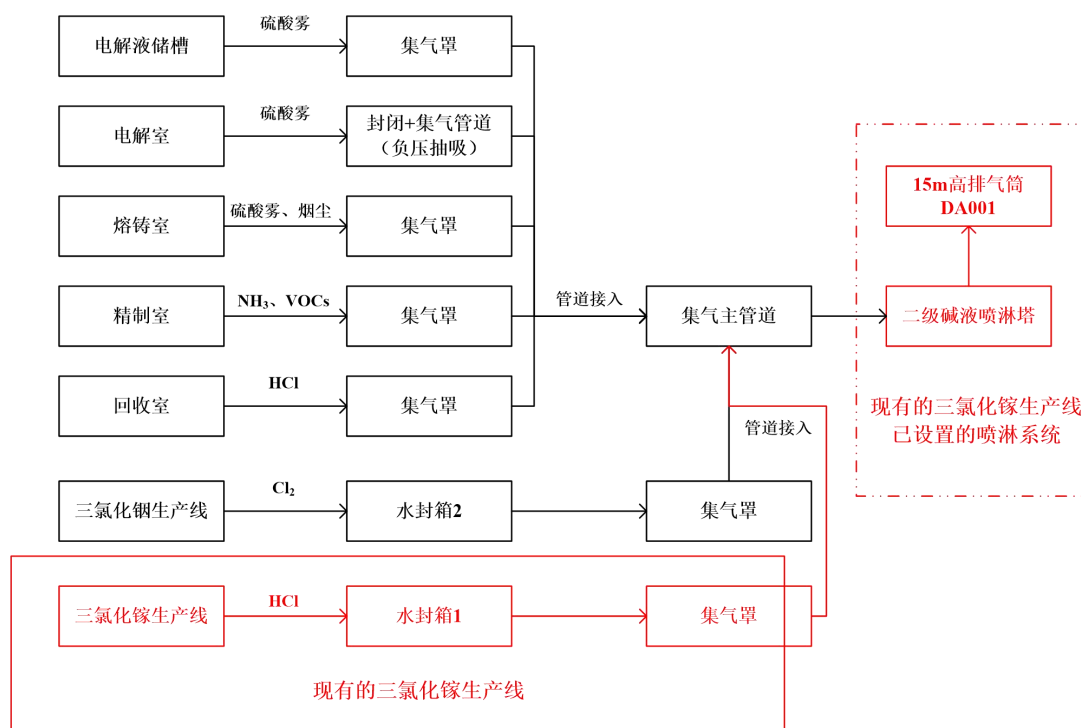 电解液储槽
硫酸雾
集气罩
电解室
硫酸雾
封闭+集气管道
（负压抽吸）
熔铸室
硫酸雾、烟尘
集气罩
精制室
NH₃、VOCs
集气罩
回收室
HCl
集气罩
管道接入
集气主管道
15m高排气筒
DA001
二级碱液喷淋塔
现有的三氯化镓生产线
已设置的喷淋系统
管道接入
三氯化铟生产线
Cl₂
水封箱2
集气罩
三氯化镓生产线
HCl
水封箱1
集气罩
现有的三氯化镓生产线